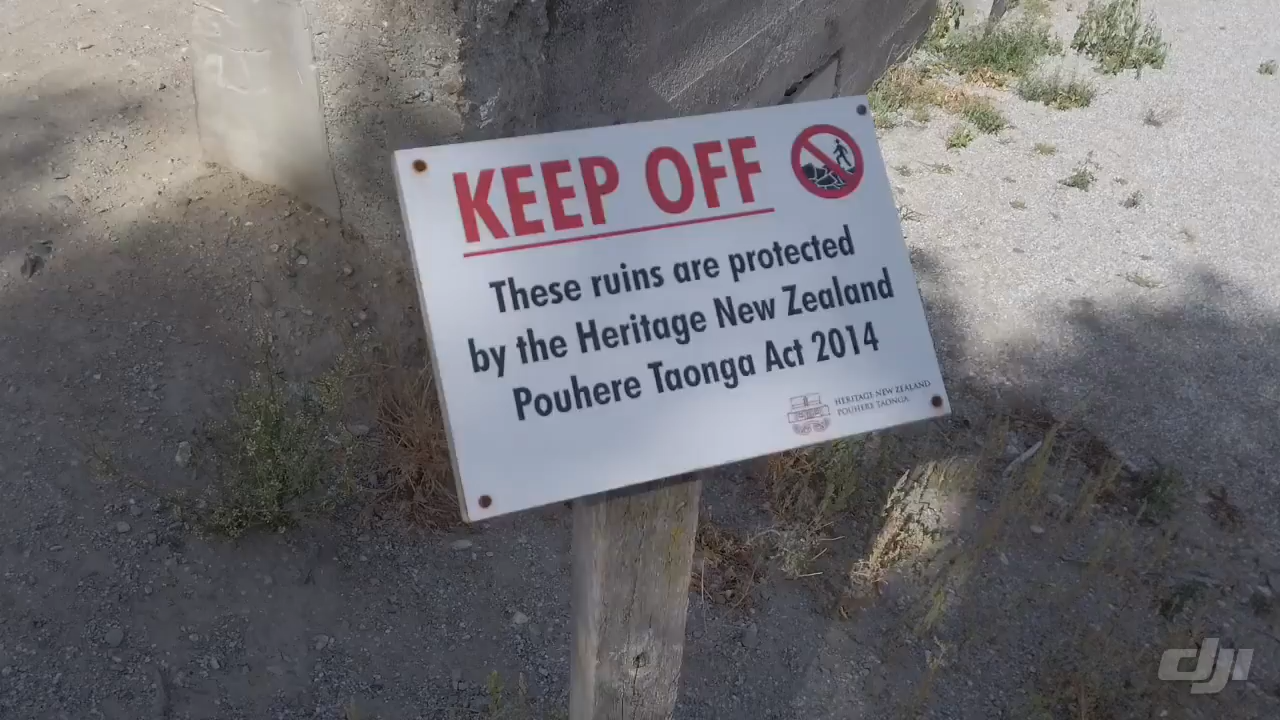 KEEP OFF
These ruins are protected
by the Heritage New Zealand
Pouhere Taonga Act 2014
HERITAGE NEW ZEALAND
POUHERE TAONGA
dji